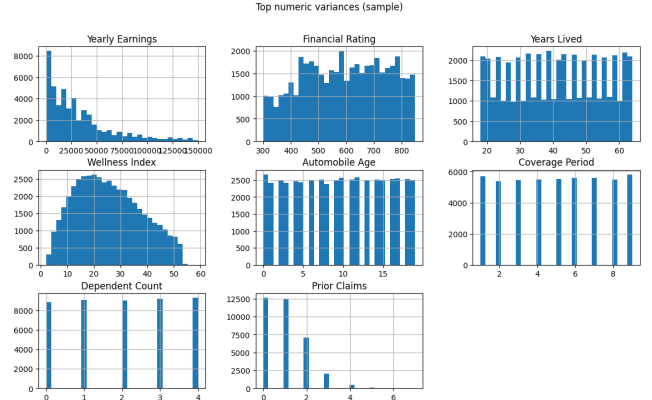 Top numeric variances (sample)
Yearly Earnings
Financial Rating
Years Lived
8000
6000
4000
2000
0
0 25000 50000 75000 100000 125000 150000
2000
1500
1000
500
0
300 400 500 600 700 800
2000
1500
1000
500
0
20 30 40 50 60
Wellness Index
Automobile Age
Coverage Period
2500
2000
1500
1000
500
0
0 10 20 30 40 50 60
2500
2000
1500
1000
500
0
0 5 10 15
6000
4000
2000
0
2 4 6 8
Dependent Count
Prior Claims
8000
6000
4000
2000
0
0 1 2 3 4
12500
10000
7500
5000
2500
0
0 2 4 6